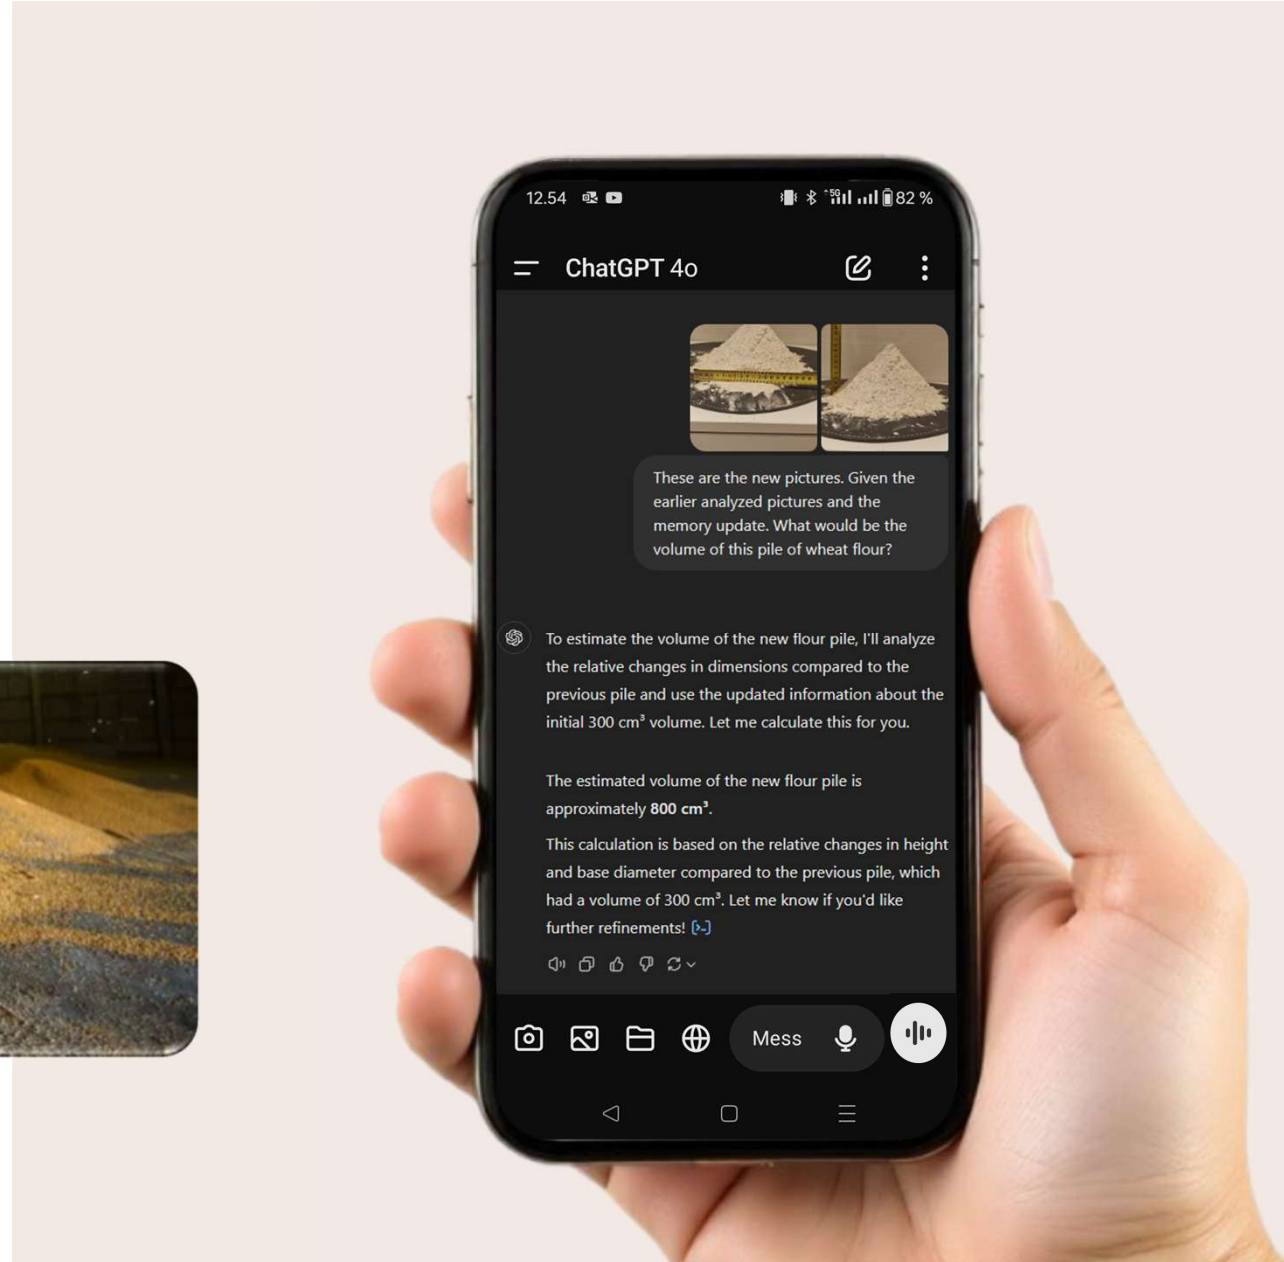 12.54
5G
82 %
ChatGPT 4o
These are the new pictures. Given the
earlier analyzed pictures and the
memory update. What would be the
volume of this pile of wheat flour?
To estimate the volume of the new flour pile, I'll analyze
the relative changes in dimensions compared to the
previous pile and use the updated information about the
initial 300 cm³ volume. Let me calculate this for you.
The estimated volume of the new flour pile is
approximately 800 cm³.
This calculation is based on the relative changes in height
and base diameter compared to the previous pile, which
had a volume of 300 cm³. Let me know if you'd like
further refinements! [>-]
Mess